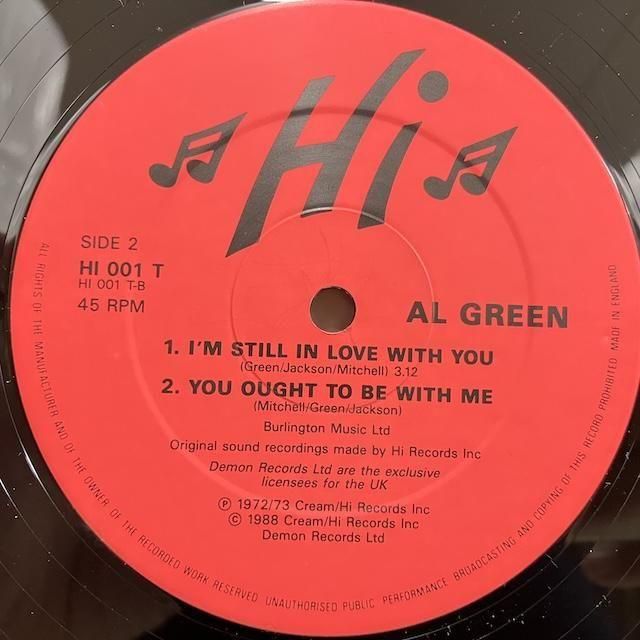 Hi
SIDE 2
HI 001 T
HI 001 T-B
45 RPM
AL GREEN
1. I'M STILL IN LOVE WITH YOU
(Green/Jackson/Mitchell) 3.12
2. YOU OUGHT TO BE WITH ME
(Mitchell/Green/Jackson)
Burlington Music Ltd
Original sound recordings made by Hi Records Inc
Demon Records Ltd are the exclusive
licensees for the UK
℗ 1972/73 Cream/Hi Records Inc
© 1988 Cream/Hi Records Inc
Demon Records Ltd
ALL RIGHTS OF THE MANUFACTURER AND OF THE OWNER OF THE RECORDED WORK RESERVED UNAUTHORISED PUBLIC PERFORMANCE BROADCASTING AND COPYING OF THIS RECORD PROHIBITED MADE IN ENGLAND